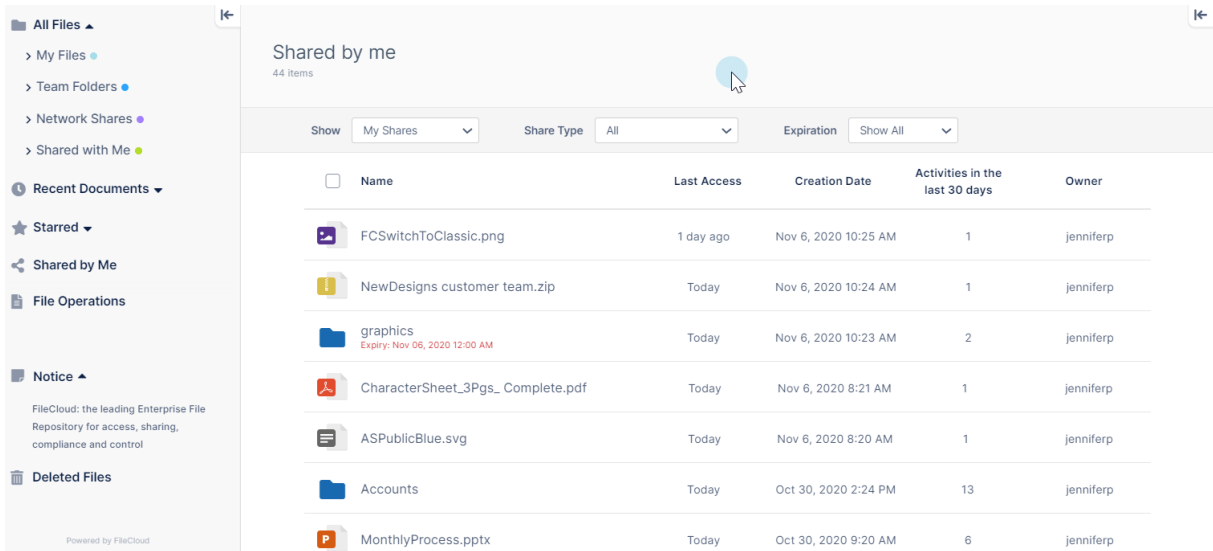 All Files
My Files
Team Folders
Network Shares
Shared with Me
Recent Documents
Starred
Shared by Me
File Operations
Notice
FileCloud: the leading Enterprise File
Repository for access, sharing,
compliance and control
Deleted Files
Powered by FileCloud
Shared by me
44 items
Show My Shares Share Type All Expiration Show All
Name Last Access Creation Date Activities in the last 30 days Owner
FCSwitchToClassic.png 1 day ago Nov 6, 2020 10:25 AM 1 jenniferp
NewDesigns customer team.zip Today Nov 6, 2020 10:24 AM 1 jenniferp
graphics Today Nov 6, 2020 10:23 AM 2 jenniferp
Expiry: Nov 06, 2020 12:00 AM
CharacterSheet_3Pgs_ Complete.pdf Today Nov 6, 2020 8:21 AM 1 jenniferp
ASPublicBlue.svg Today Nov 6, 2020 8:20 AM 1 jenniferp
Accounts Today Oct 30, 2020 2:24 PM 13 jenniferp
P MonthlyProcess.pptx Today Oct 30, 2020 9:20 AM 6 jenniferp